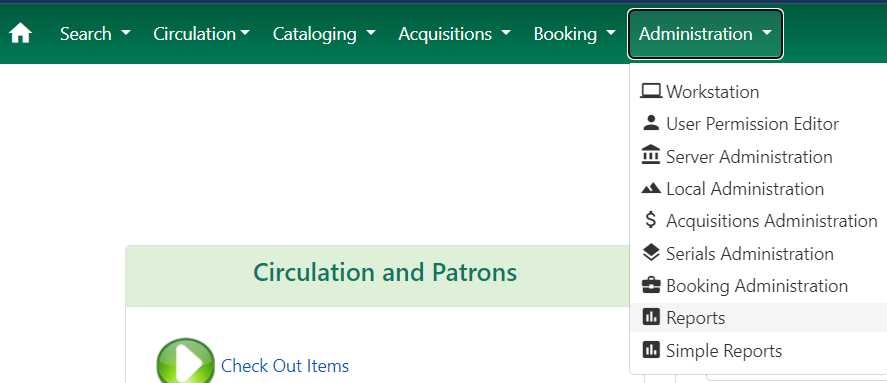 Search Circulation Cataloging Acquisitions Booking Administration
Workstation
User Permission Editor
Server Administration
Local Administration
Acquisitions Administration
Serials Administration
Booking Administration
Reports
Simple Reports
Circulation and Patrons
Check Out Items